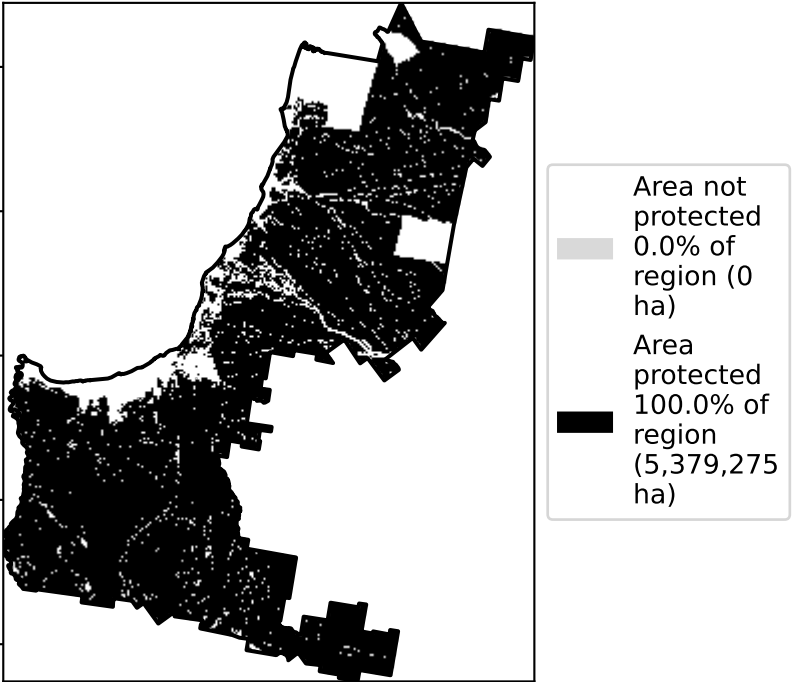 Area not
protected
0.0% of
region (0
ha)
Area
protected
100.0% of
region
(5,379,275
ha)